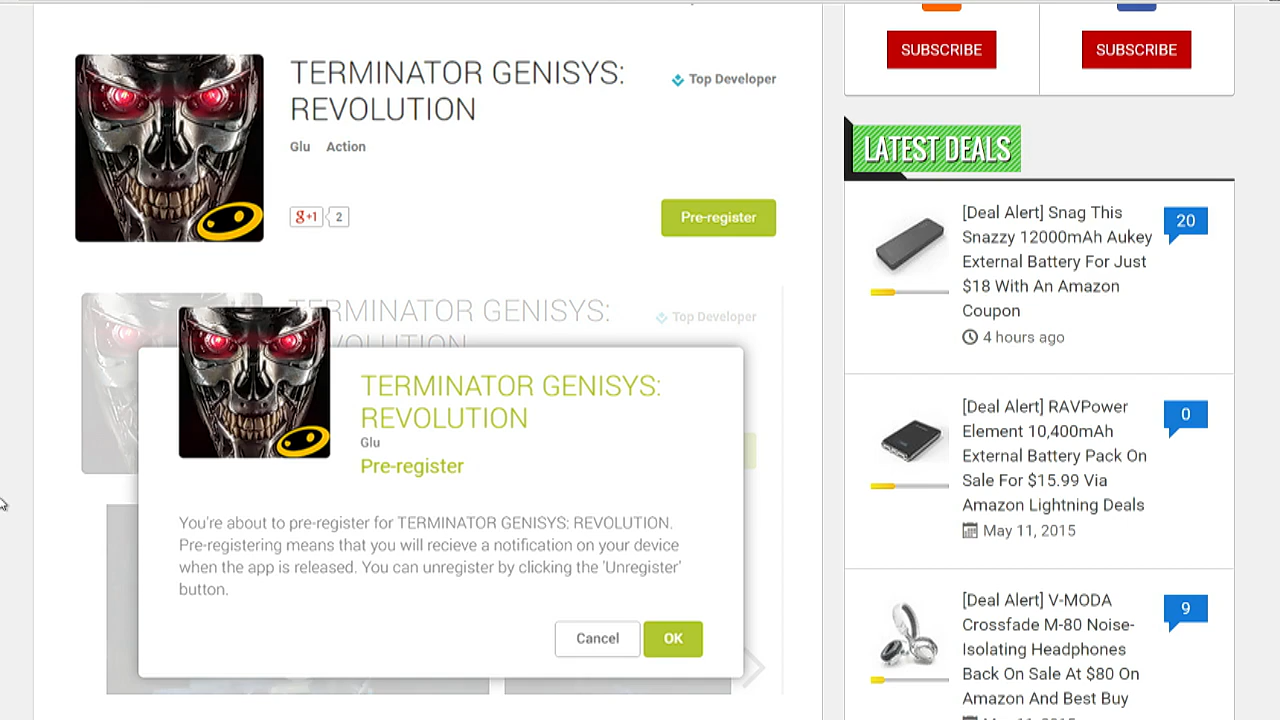 TERMINATOR GENISYS:
REVOLUTION
Top Developer
Glu Action
g+1 2
Pre-register
TERMINATOR GENISYS:
REVOLUTION
Top Developer
TERMINATOR GENISYS:
REVOLUTION
Glu
Pre-register
You're about to pre-register for TERMINATOR GENISYS: REVOLUTION.
Pre-registering means that you will recieve a notification on your device
when the app is released. You can unregister by clicking the 'Unregister'
button.
Cancel OK
SUBSCRIBE SUBSCRIBE
LATEST DEALS
[Deal Alert] Snag This
Snazzy 12000mAh Aukey
External Battery For Just
$18 With An Amazon
Coupon
4 hours ago
20
[Deal Alert] RAVPower
Element 10,400mAh
External Battery Pack On
Sale For $15.99 Via
Amazon Lightning Deals
May 11, 2015
0
[Deal Alert] V-MODA
Crossfade M-80 Noise-
Isolating Headphones
Back On Sale At $80 On
Amazon And Best Buy
9